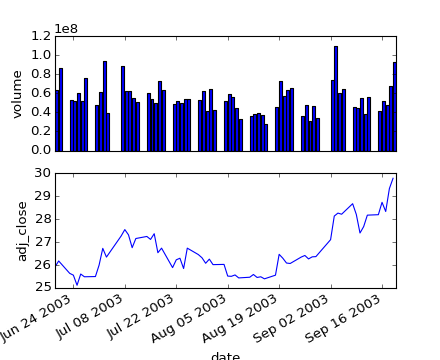 1e8
1.2
1.0
0.8
0.6
0.4
0.2
0.0
volume
30
29
28
27
26
25
adj_close
Jun 24 2003
Jul 08 2003
Jul 22 2003
Aug 05 2003
Aug 19 2003
Sep 02 2003
Sep 16 2003
date